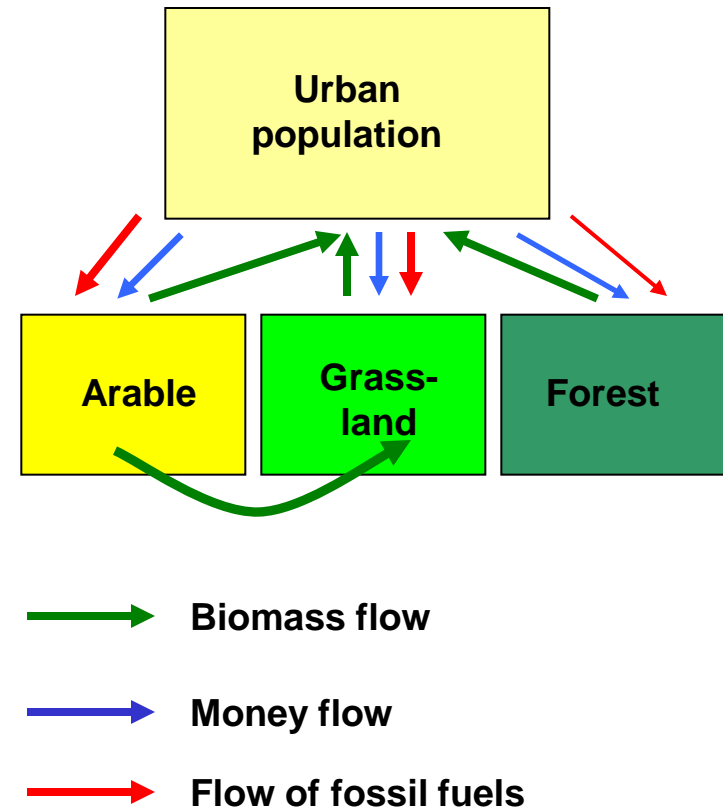 Urban
population
Arable
Grass-
land
Forest
Biomass flow
Money flow
Flow of fossil fuels